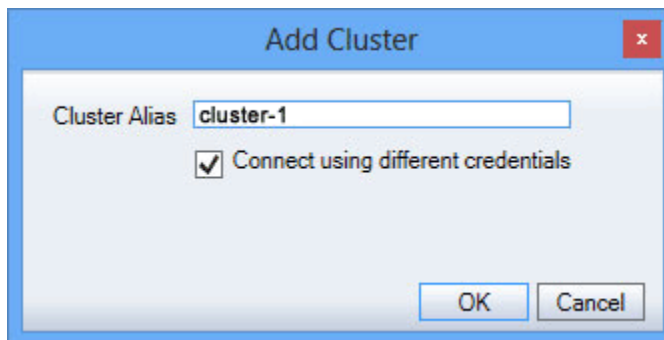 Add Cluster
x
Cluster Alias cluster-1
Connect using different credentials
OK Cancel